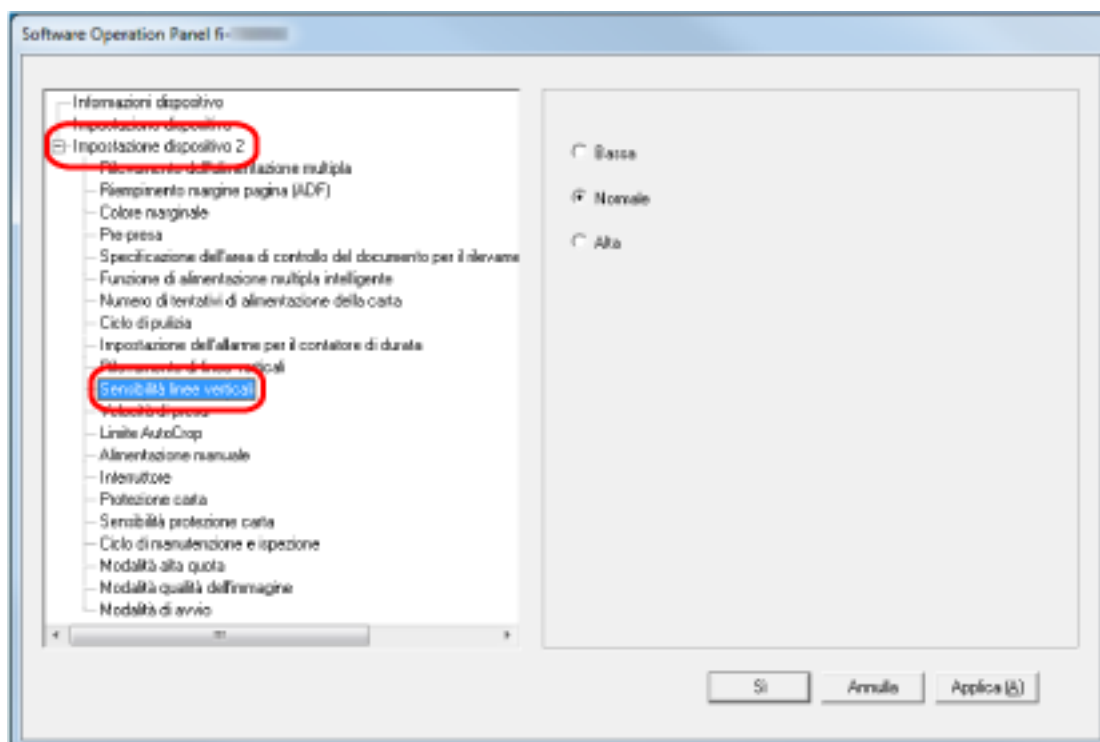 Software Operation Panel fi-
Informazioni dispositivo
Impostazione dispositivo
Impostazione dispositivo 2
Rilevamento dell'alimentazione multipla
Riempimento margine pagina (ADF)
Colore marginale
Pre-presa
Specificazione dell'area di controllo del documento per il rilevame
Funzione di alimentazione multipla intelligente
Numero di tentativi di alimentazione della carta
Ciclo di pulizia
Impostazione dell'allarme per il contatore di durata
Rilevamento di linee verticali
Sensibilità linee verticali
Velocità di presa
Limite AutoCrop
Alimentazione manuale
Interruttore
Protezione carta
Sensibilità protezione carta
Ciclo di manutenzione e ispezione
Modalità alta quota
Modalità qualità dell'immagine
Modalità di avvio
Bassa
Normale
Alta
Sì
Annulla
Applica (A)